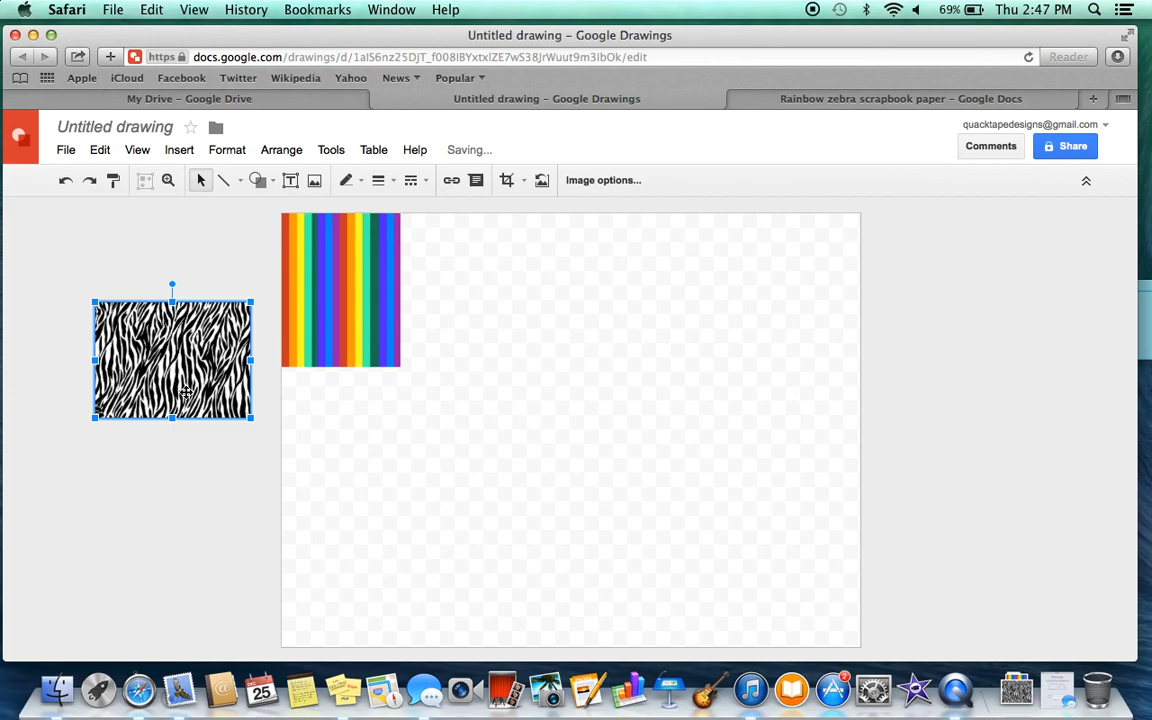 Safari File Edit View History Bookmarks Window Help 69% Thu 2:47 PM
Untitled drawing – Google Drawings
https docs.google.com/drawings/d/1alS6nz25DjT_f008lBYxtxlZE7wS38JrWuut9m3lbOk/edit Reader
Apple iCloud Facebook Twitter Wikipedia Yahoo News Popular
My Drive – Google Drive Untitled drawing – Google Drawings Rainbow zebra scrapbook paper – Google Docs
Untitled drawing quacktapedesigns@gmail.com
File Edit View Insert Format Arrange Tools Table Help Saving... Comments Share
Image options...
DEC
25
2